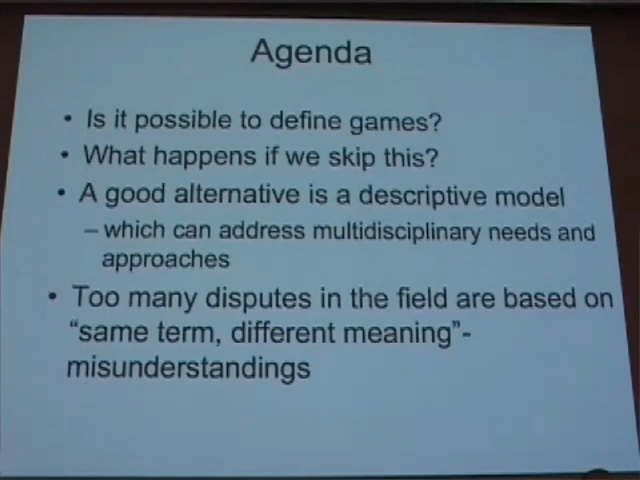 Agenda
• Is it possible to define games?
• What happens if we skip this?
• A good alternative is a descriptive model
– which can address multidisciplinary needs and
approaches
• Too many disputes in the field are based on
“same term, different meaning”-
misunderstandings